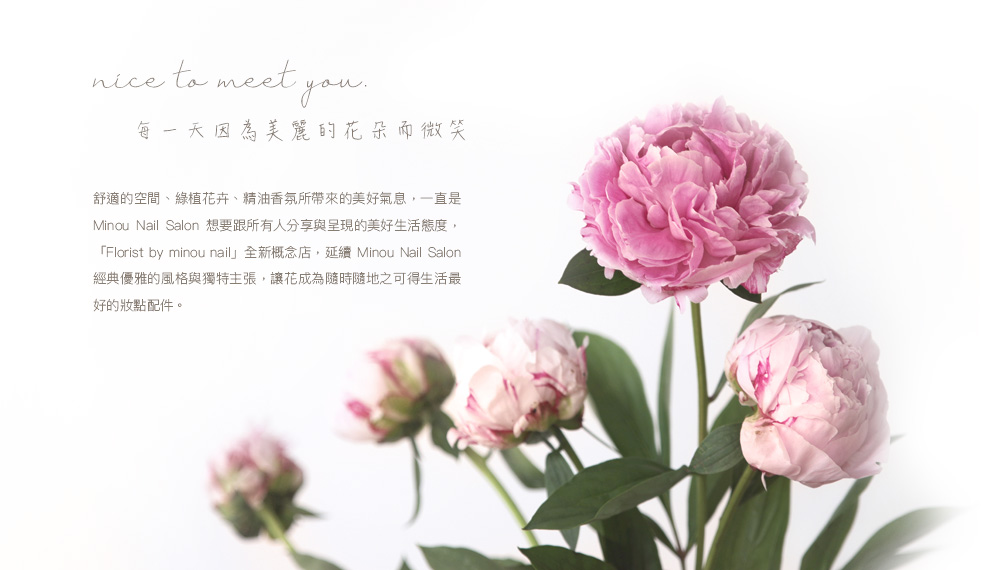 nice to meet you.
每一天因為美麗的花朵而微笑
舒適的空間、綠植花卉、精油香氛所帶來的美好氣息，一直是
Minou Nail Salon 想要跟所有人分享與呈現的美好生活態度，
「Florist by minou nail」全新概念店，延續 Minou Nail Salon
經典優雅的風格與獨特主張，讓花成為隨時隨地之可得生活最
好的妝點配件。